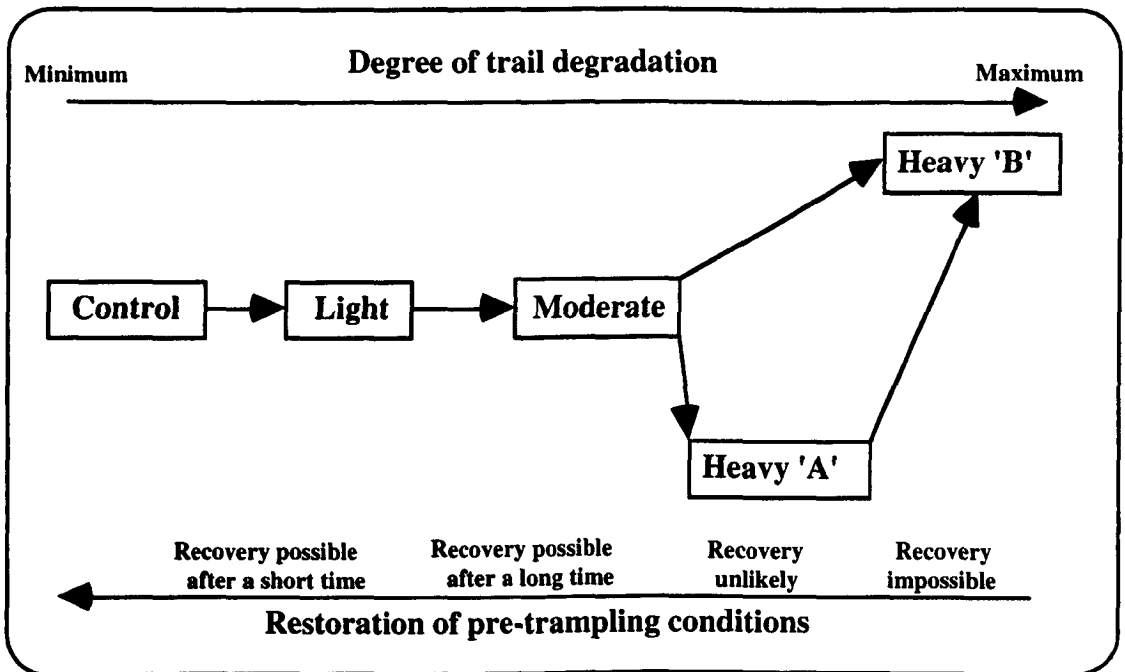 Degree of trail degradation
Minimum
Maximum
Heavy 'B'
Control
Light
Moderate
Heavy 'A'
Recovery possible
after a short time
Recovery possible
after a long time
Recovery
unlikely
Recovery
impossible
Restoration of pre-trampling conditions